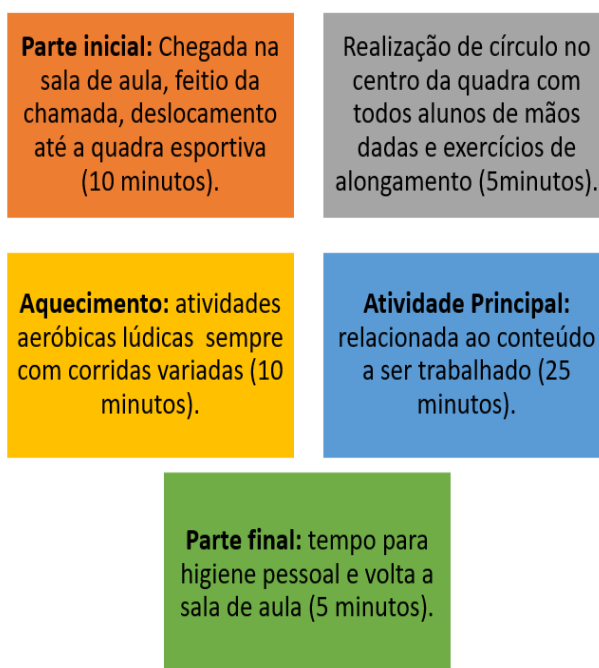 Parte inicial: Chegada na
sala de aula, feitio da
chamada, deslocamento
até a quadra esportiva
(10 minutos).
Realização de círculo no
centro da quadra com
todos alunos de mãos
dadas e exercícios de
alongamento (5minutos).
Aquecimento: atividades
aeróbicas lúdicas sempre
com corridas variadas (10
minutos).
Atividade Principal:
relacionada ao conteúdo
a ser trabalhado (25
minutos).
Parte final: tempo para
higiene pessoal e volta a
sala de aula (5 minutos).